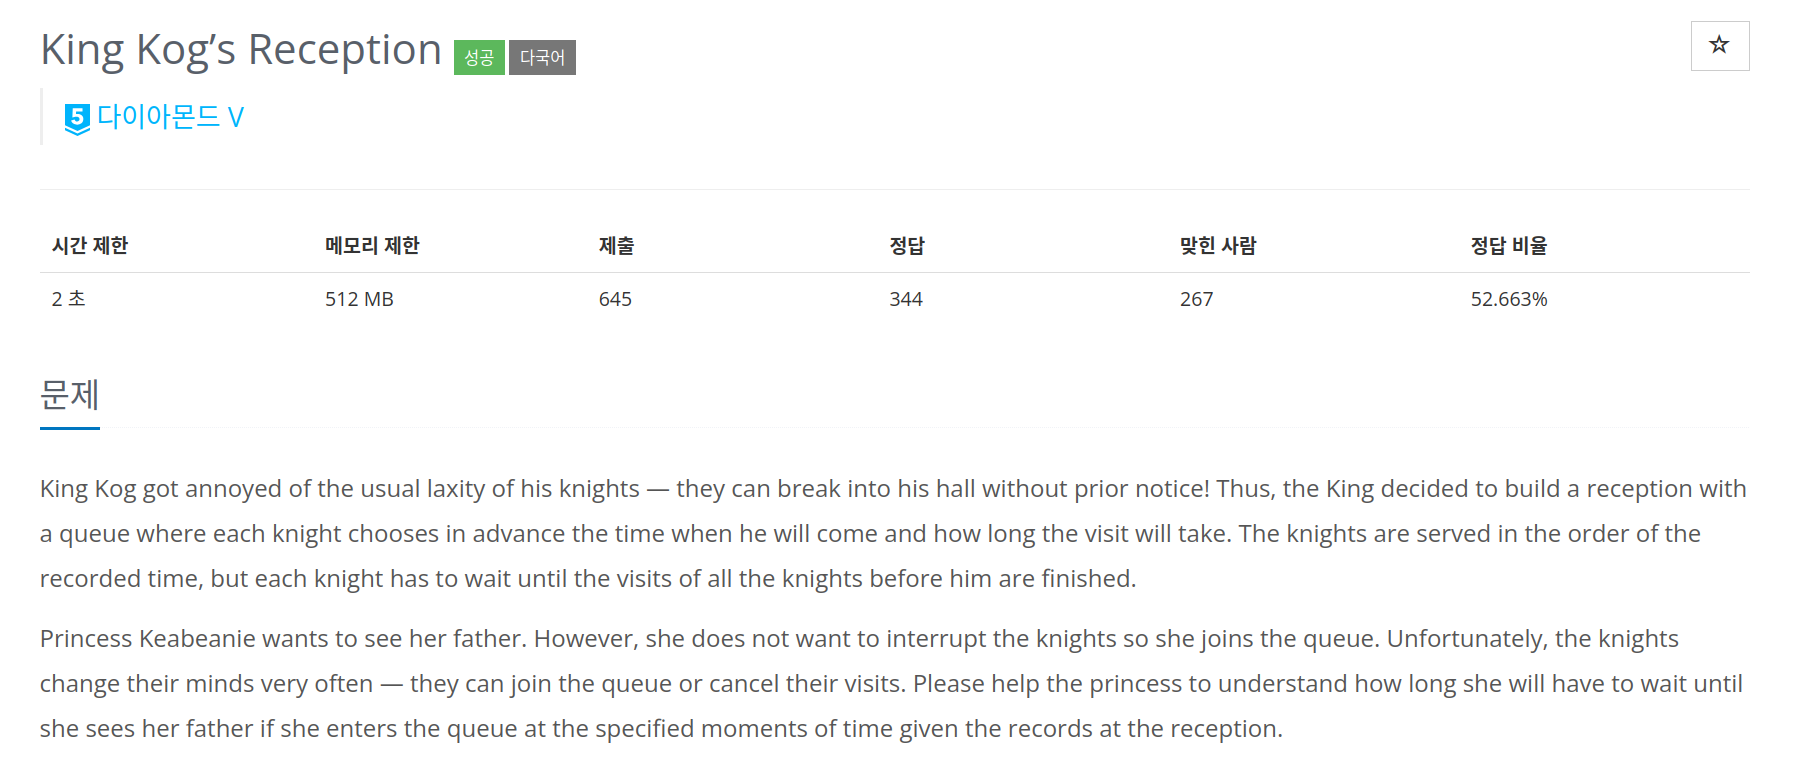 King Kog’s Reception 성공 다국어
5 다이아몬드 V
시간 제한 메모리 제한 제출 정답 맞힌 사람 정답 비율
2 초 512 MB 645 344 267 52.663%
문제
King Kog got annoyed of the usual laxity of his knights — they can break into his hall without prior notice! Thus, the King decided to build a reception with
a queue where each knight chooses in advance the time when he will come and how long the visit will take. The knights are served in the order of the
recorded time, but each knight has to wait until the visits of all the knights before him are finished.
Princess Keabeanie wants to see her father. However, she does not want to interrupt the knights so she joins the queue. Unfortunately, the knights
change their minds very often — they can join the queue or cancel their visits. Please help the princess to understand how long she will have to wait until
she sees her father if she enters the queue at the specified moments of time given the records at the reception.